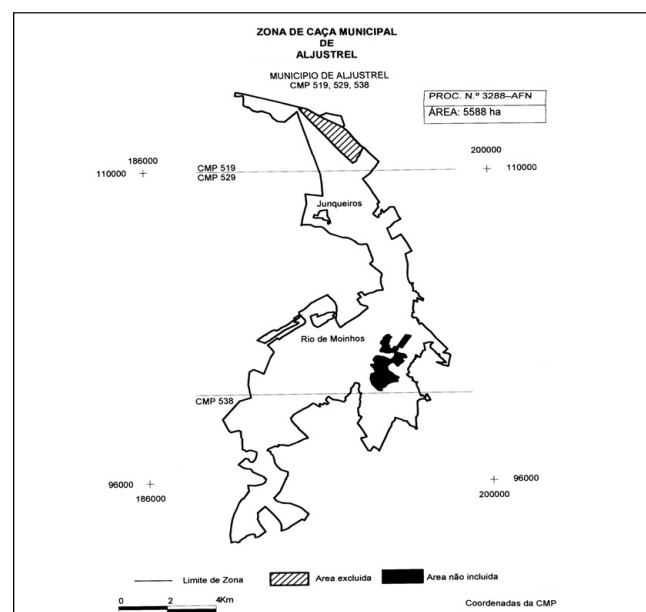 ZONA DE CAÇA MUNICIPAL
DE
ALJUSTREL
MUNICIPIO DE ALJUSTREL
CMP 519, 529, 538
PROC. N.º 3288–AFN
ÁREA: 5588 ha
186000
200000
110000
CMP 519
110000
CMP 529
Junqueiros
Rio de Moinhos
CMP 538
96000
96000
186000
200000
Limite de Zona
Area excluida
Area não incluida
0 2 4Km
Coordenadas da CMP